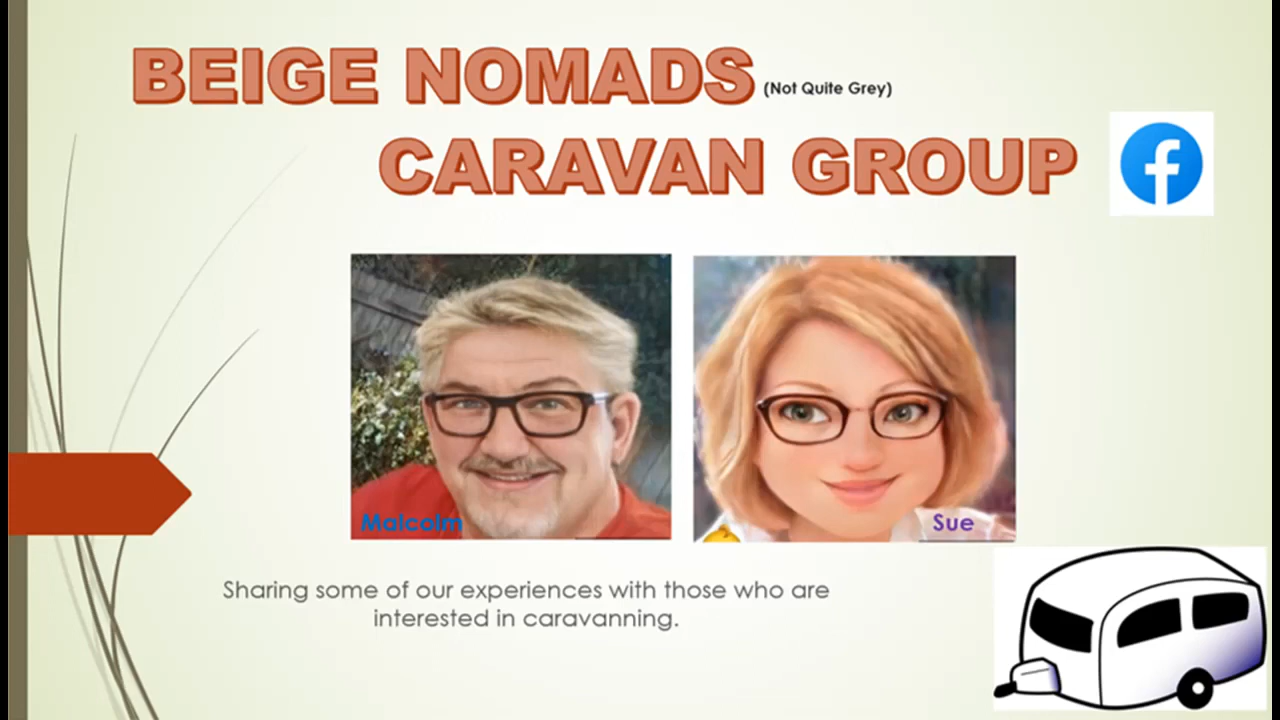 BEIGE NOMADS (Not Quite Grey)
CARAVAN GROUP
Malcolm
Sue
Sharing some of our experiences with those who are
interested in caravanning.